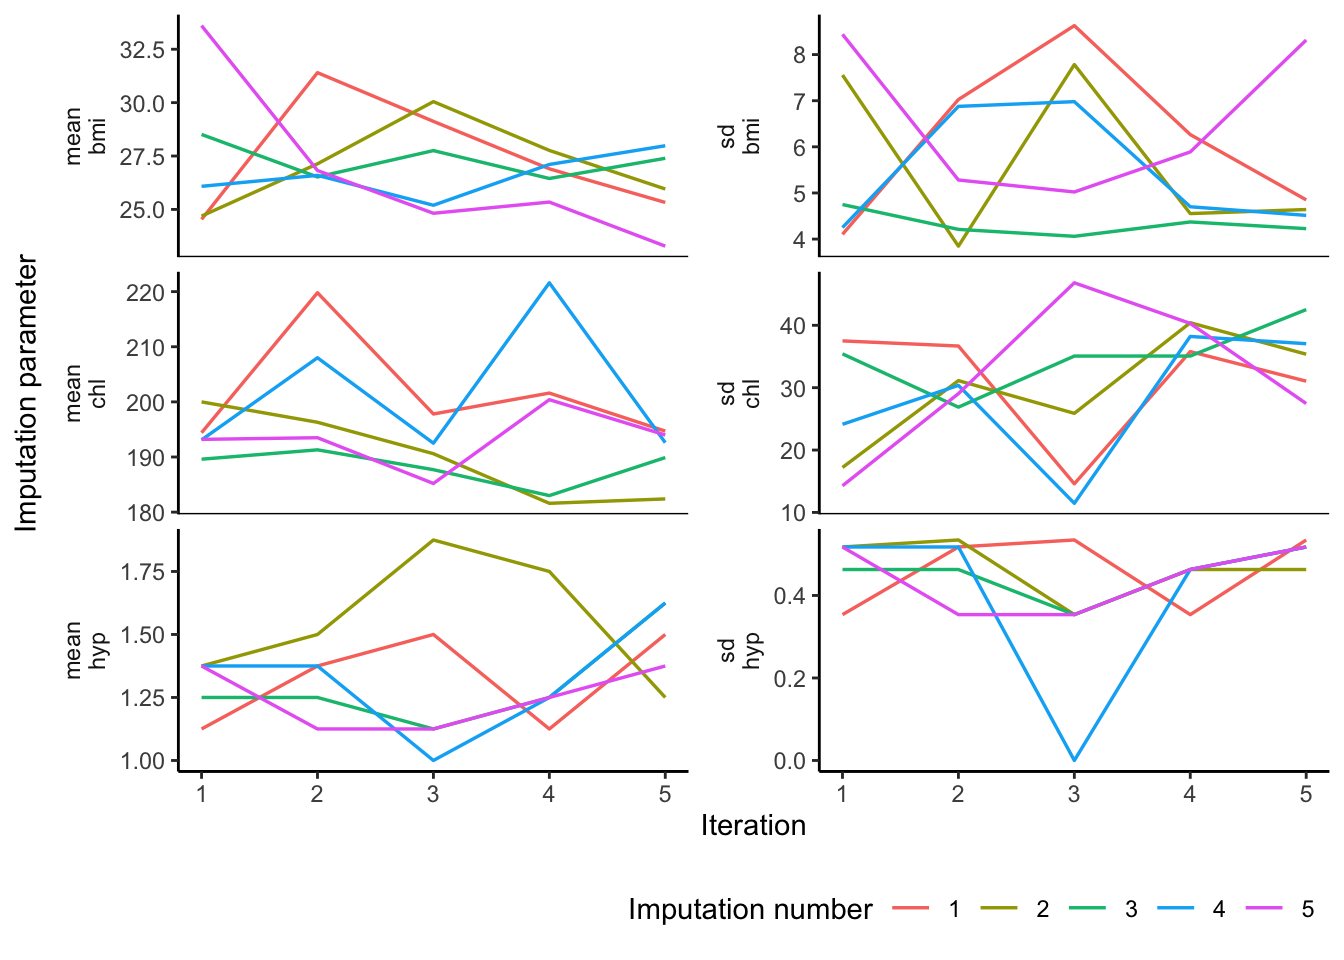 Imputation parameter
mean
bmi
32.5
30.0
27.5
25.0
sd
bmi
8
7
6
5
4
mean
chl
220
210
200
190
180
sd
chl
40
30
20
10
mean
hyp
1.75
1.50
1.25
1.00
sd
hyp
0.4
0.2
0.0
1 2 3 4 5
1 2 3 4 5
Iteration
Imputation number 1 2 3 4 5